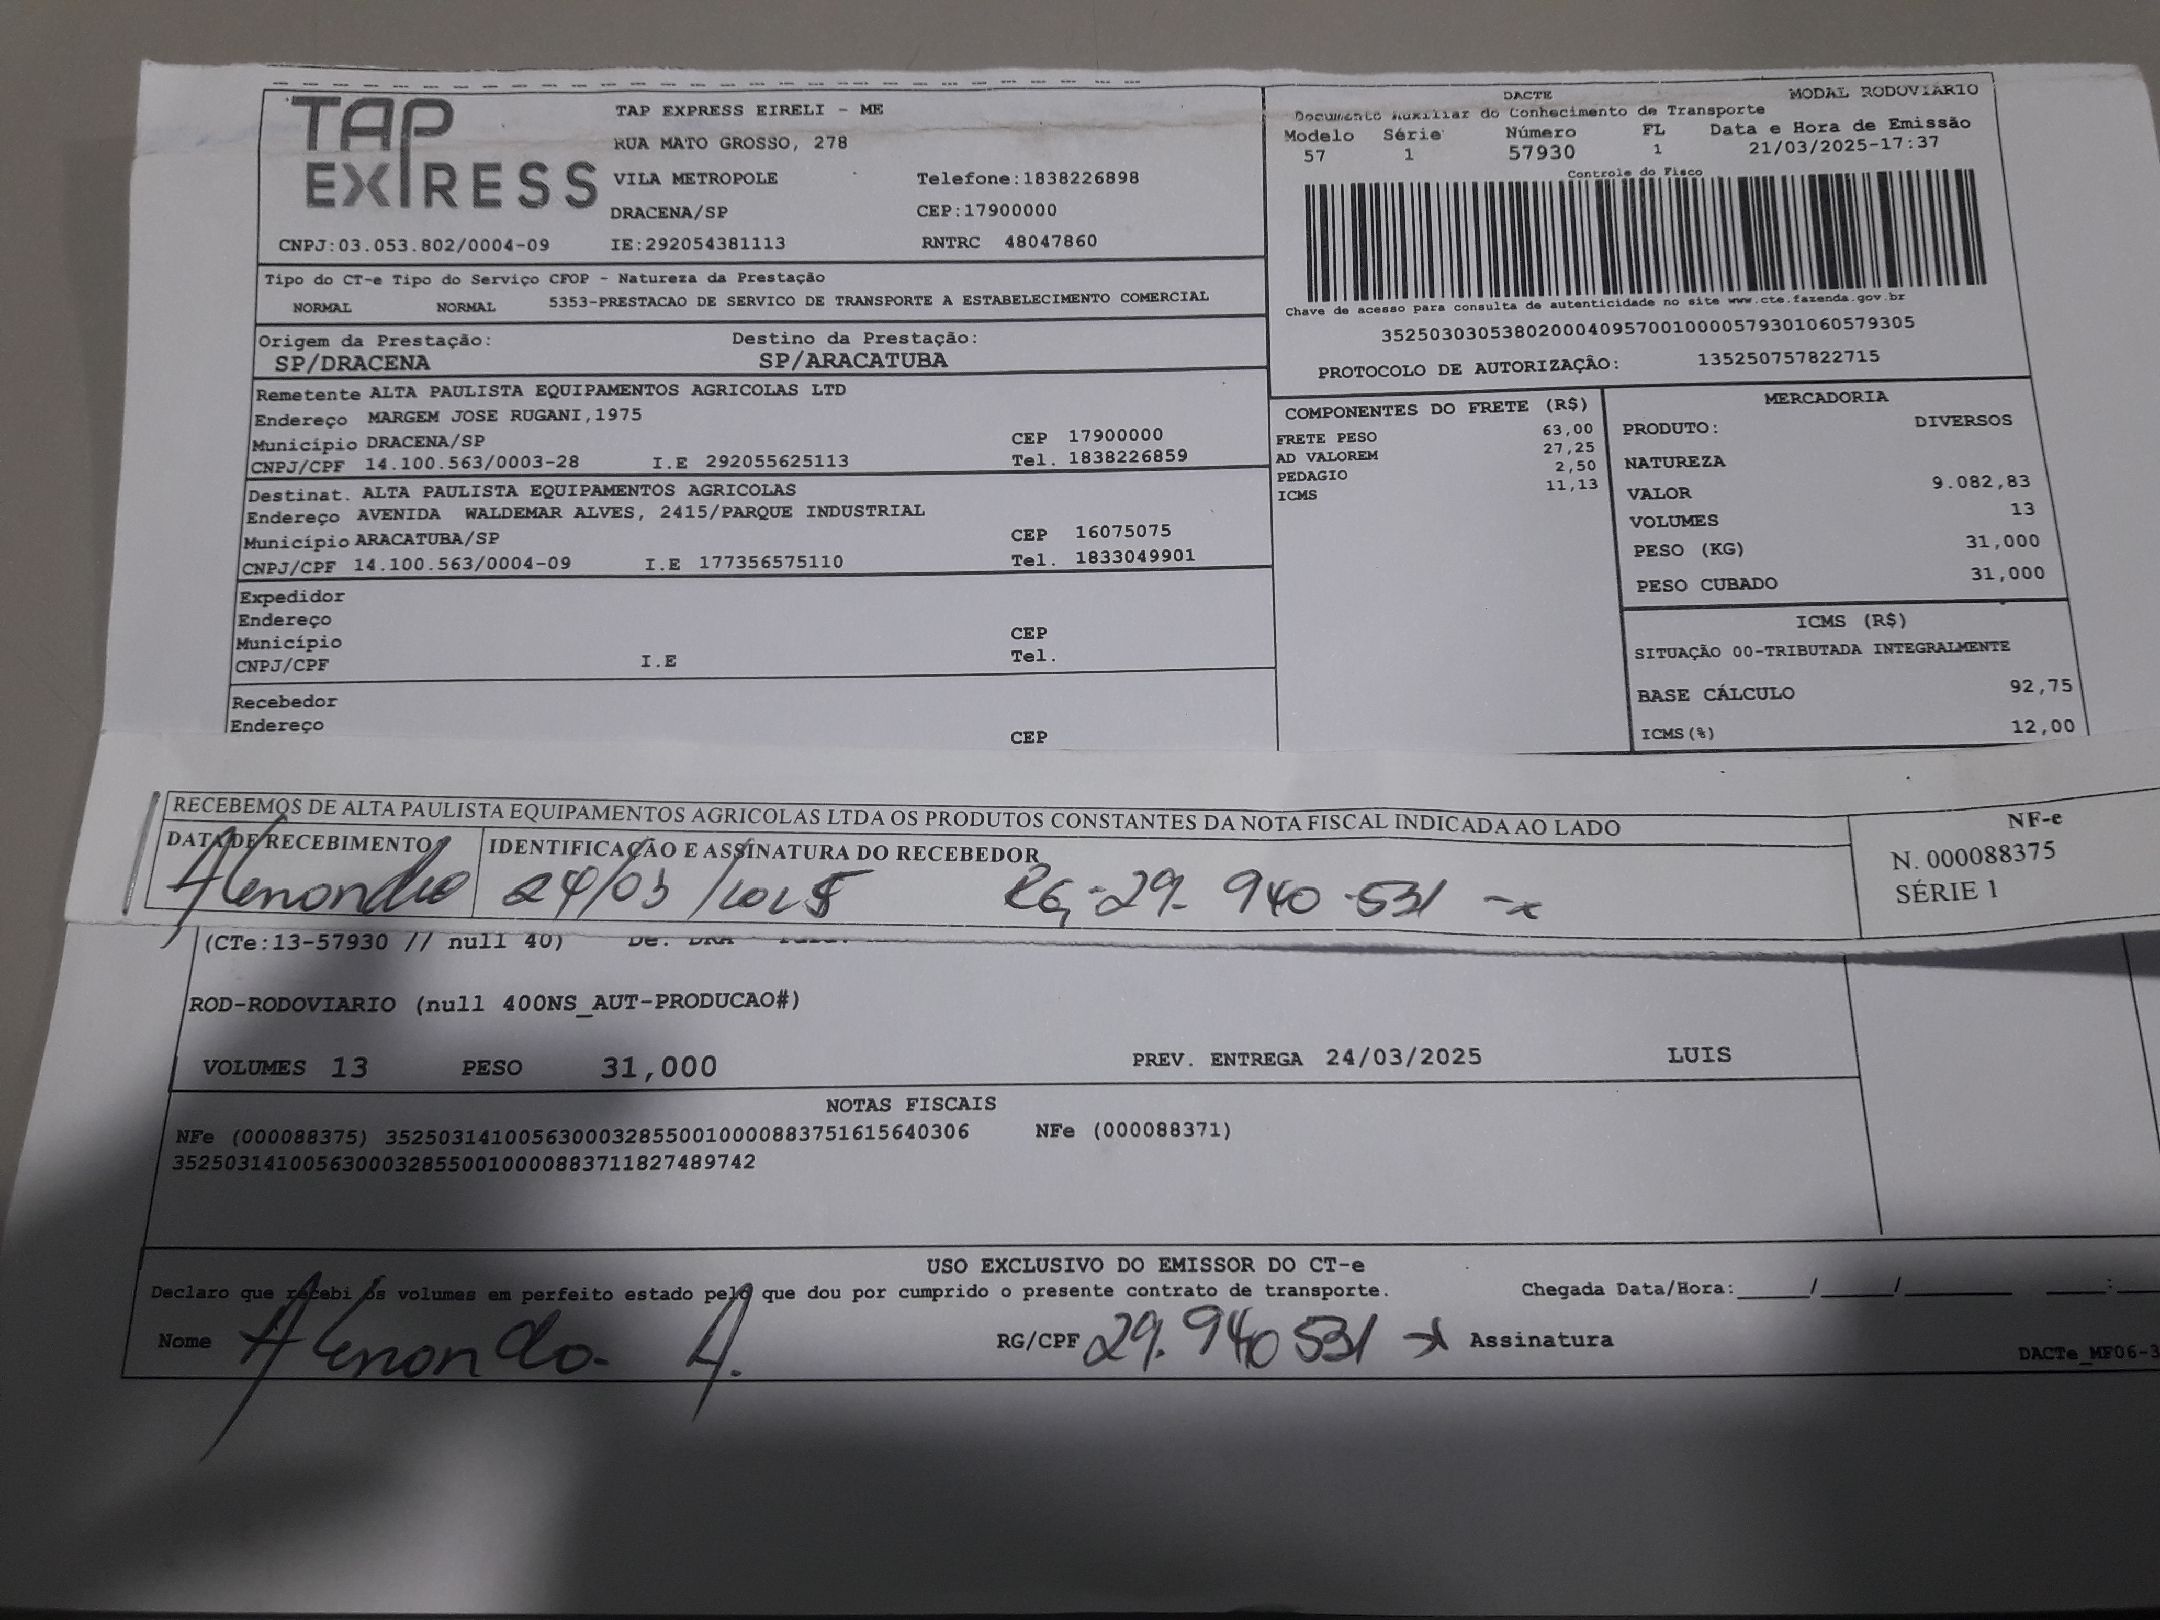 TAP EXPRESS
TAP EXPRESS EIRELI - ME
RUA MATO GROSSO, 278
VILA METROPOLE Telefone:1838226898
DRACENA/SP CEP:17900000
CNPJ:03.053.802/0004-09 IE:292054381113 RNTRC 48047860
DACTE MODAL RODOVIÁRIO
Documento Auxiliar do Conhecimento de Transporte
Modelo Série Número FL Data e Hora de Emissão
57 1 57930 1 21/03/2025-17:37
Controle do Fisco
Chave de acesso para consulta de autenticidade no site www.cte.fazenda.gov.br
35250303053802000409570010000579301060579305
PROTOCOLO DE AUTORIZAÇÃO: 135250757822715
Tipo do CT-e Tipo do Serviço CFOP - Natureza da Prestação
NORMAL NORMAL 5353-PRESTACAO DE SERVICO DE TRANSPORTE A ESTABELECIMENTO COMERCIAL
Origem da Prestação: Destino da Prestação:
SP/DRACENA SP/ARACATUBA
Remetente ALTA PAULISTA EQUIPAMENTOS AGRICOLAS LTD
Endereço MARGEM JOSE RUGANI,1975
Município DRACENA/SP CEP 17900000
CNPJ/CPF 14.100.563/0003-28 I.E 292055625113 Tel. 1838226859
Destinat. ALTA PAULISTA EQUIPAMENTOS AGRICOLAS
Endereço AVENIDA WALDEMAR ALVES, 2415/PARQUE INDUSTRIAL
Município ARACATUBA/SP CEP 16075075
CNPJ/CPF 14.100.563/0004-09 I.E 177356575110 Tel. 1833049901
Expedidor
Endereço
Município CEP
CNPJ/CPF I.E Tel.
Recebedor
Endereço
CEP
COMPONENTES DO FRETE (R$)
FRETE PESO 63,00
AD VALOREM 27,25
PEDAGIO 2,50
ICMS 11,13
MERCADORIA
PRODUTO: DIVERSOS
NATUREZA
VALOR 9.082,83
VOLUMES 13
PESO (KG) 31,000
PESO CUBADO 31,000
ICMS (R$)
SITUAÇÃO 00-TRIBUTADA INTEGRALMENTE
BASE CÁLCULO 92,75
ICMS(%) 12,00
RECEBEMOS DE ALTA PAULISTA EQUIPAMENTOS AGRICOLAS LTDA OS PRODUTOS CONSTANTES DA NOTA FISCAL INDICADA AO LADO
DATA DE RECEBIMENTO IDENTIFICAÇÃO E ASSINATURA DO RECEBEDOR
24/03/2025 RG-29.940.531-x
NF-e
N. 000088375
SÉRIE 1
(CTe:13-57930 // null 40) De: DRA
ROD-RODOVIARIO (null 400NS_AUT-PRODUCAO#)
VOLUMES 13 PESO 31,000 PREV. ENTREGA 24/03/2025 LUIS
NOTAS FISCAIS
NFe (000088375) 35250314100563000328550010000883751615640306 NFe (000088371)
35250314100563000328550010000883711827489742
USO EXCLUSIVO DO EMISSOR DO CT-e
Declaro que recebi os volumes em perfeito estado pelo que dou por cumprido o presente contrato de transporte. Chegada Data/Hora:____/____/______ ___:
Nome RG/CPF 29.940531-x Assinatura
DACTe_MF06-3